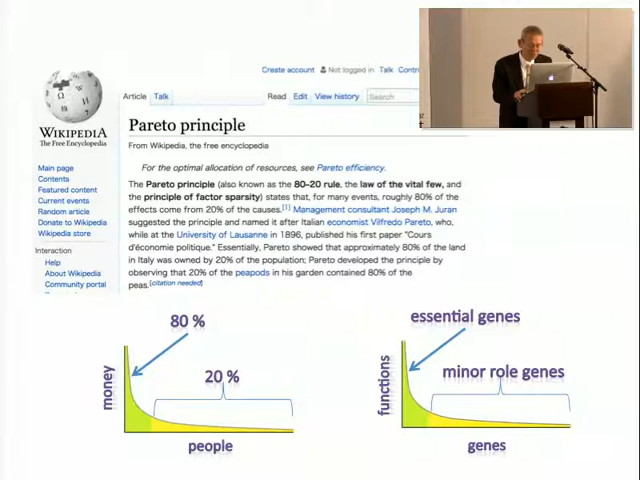 Create account Not logged in Talk
Article Talk Read Edit View history Search
WIKIPEDIA
The Free Encyclopedia
Main page
Contents
Featured content
Current events
Random article
Donate to Wikipedia
Wikipedia store
Interaction
Help
About Wikipedia
Community portal
Pareto principle
From Wikipedia, the free encyclopedia
For the optimal allocation of resources, see Pareto efficiency.
The Pareto principle (also known as the 80–20 rule, the law of the vital few, and
the principle of factor sparsity) states that, for many events, roughly 80% of the
effects come from 20% of the causes.[1] Management consultant Joseph M. Juran
suggested the principle and named it after Italian economist Vilfredo Pareto, who,
while at the University of Lausanne in 1896, published his first paper "Cours
d'économie politique." Essentially, Pareto showed that approximately 80% of the land
in Italy was owned by 20% of the population; Pareto developed the principle by
observing that 20% of the peapods in his garden contained 80% of the
peas.[citation needed]
80 %
20 %
money
people
essential genes
minor role genes
functions
genes